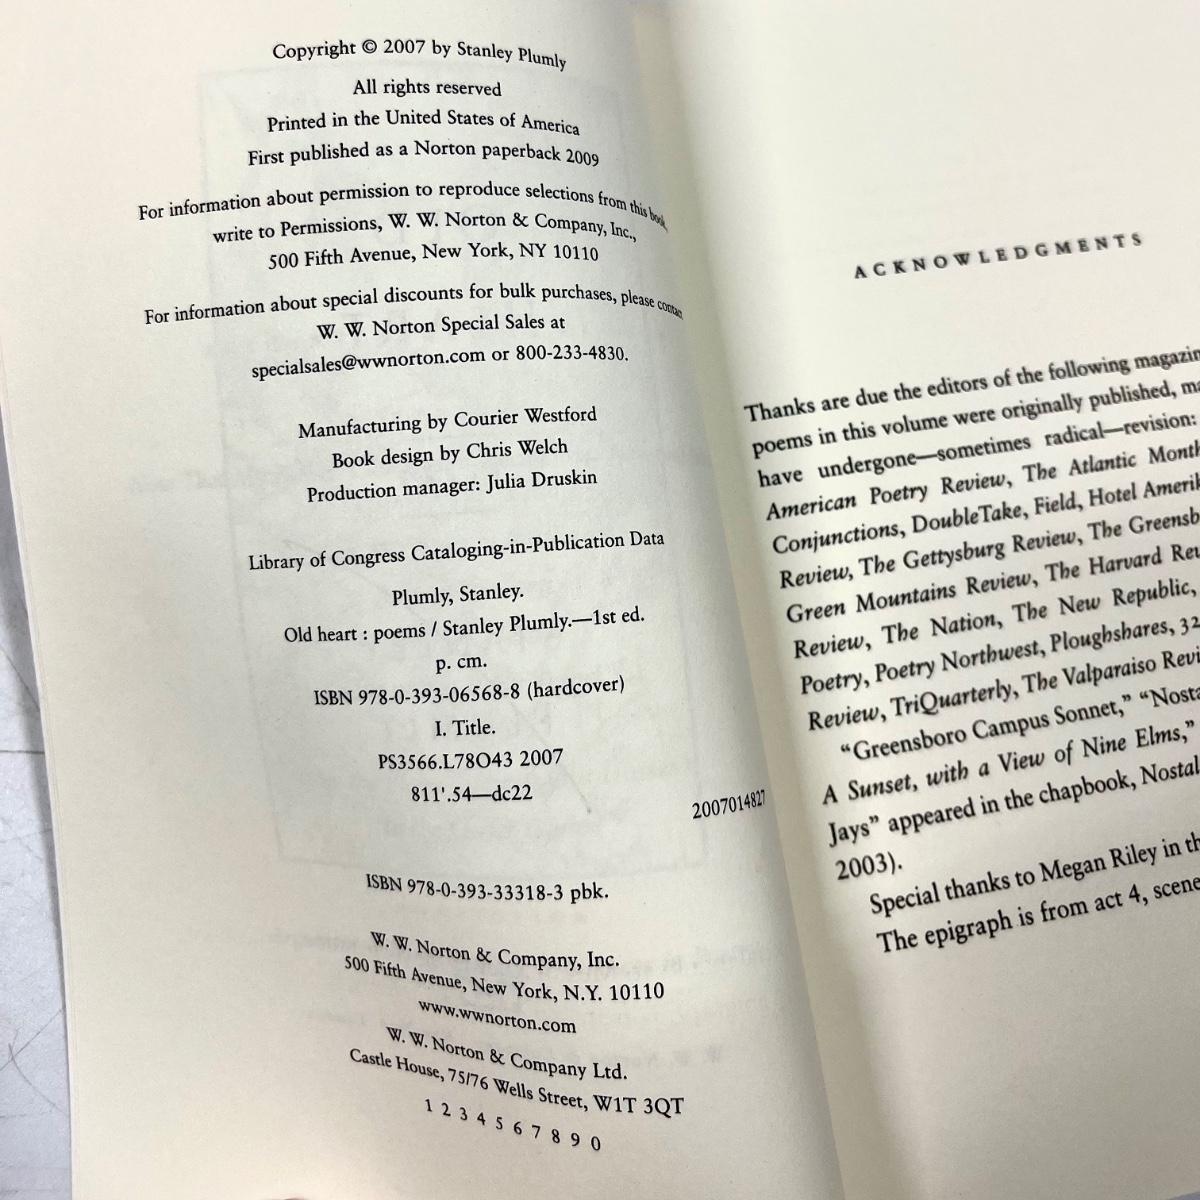 Copyright © 2007 by Stanley Plumly
All rights reserved
Printed in the United States of America
First published as a Norton paperback 2009
For information about permission to reproduce selections from this book,
write to Permissions, W. W. Norton & Company, Inc.,
500 Fifth Avenue, New York, NY 10110
For information about special discounts for bulk purchases, please contact
W. W. Norton Special Sales at
specialsales@wwnorton.com or 800-233-4830.
Manufacturing by Courier Westford
Book design by Chris Welch
Production manager: Julia Druskin
Library of Congress Cataloging-in-Publication Data
Plumly, Stanley.
Old heart : poems / Stanley Plumly.—1st ed.
p. cm.
ISBN 978-0-393-06568-8 (hardcover)
I. Title.
PS3566.L78O43 2007
811'.54—dc22
2007014827
ISBN 978-0-393-33318-3 pbk.
W. W. Norton & Company, Inc.
500 Fifth Avenue, New York, N.Y. 10110
www.wwnorton.com
W. W. Norton & Company Ltd.
Castle House, 75/76 Wells Street, W1T 3QT
1 2 3 4 5 6 7 8 9 0
ACKNOWLEDGMENTS
Thanks are due the editors of the following magazin
poems in this volume were originally published, ma
have undergone—sometimes radical—revision:
American Poetry Review, The Atlantic Month
Conjunctions, DoubleTake, Field, Hotel Amerik
Review, The Gettysburg Review, The Greensb
Green Mountains Review, The Harvard Rev
Review, The Nation, The New Republic,
Poetry, Poetry Northwest, Ploughshares, 32
Review, TriQuarterly, The Valparaiso Revi
“Greensboro Campus Sonnet,” “Nosta
A Sunset, with a View of Nine Elms,”
Jays” appeared in the chapbook, Nostal
2003).
Special thanks to Megan Riley in th
The epigraph is from act 4, scene